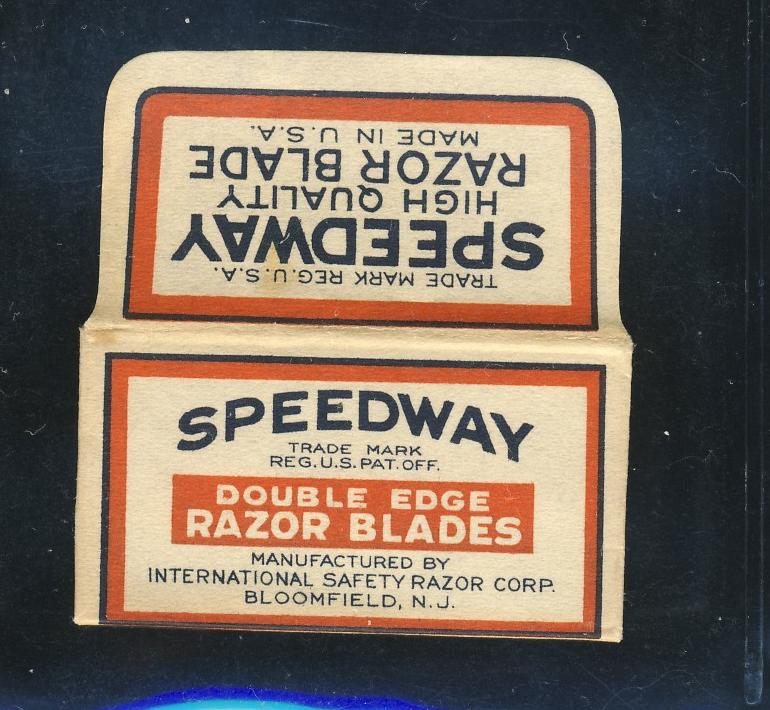 TRADE MARK REG.U.S.A.
SPEEDWAY
HIGH QUALITY
RAZOR BLADE
MADE IN U.S.A.
SPEEDWAY
TRADE MARK
REG.U.S.PAT.OFF.
DOUBLE EDGE
RAZOR BLADES
MANUFACTURED BY
INTERNATIONAL SAFETY RAZOR CORP.
BLOOMFIELD, N.J.